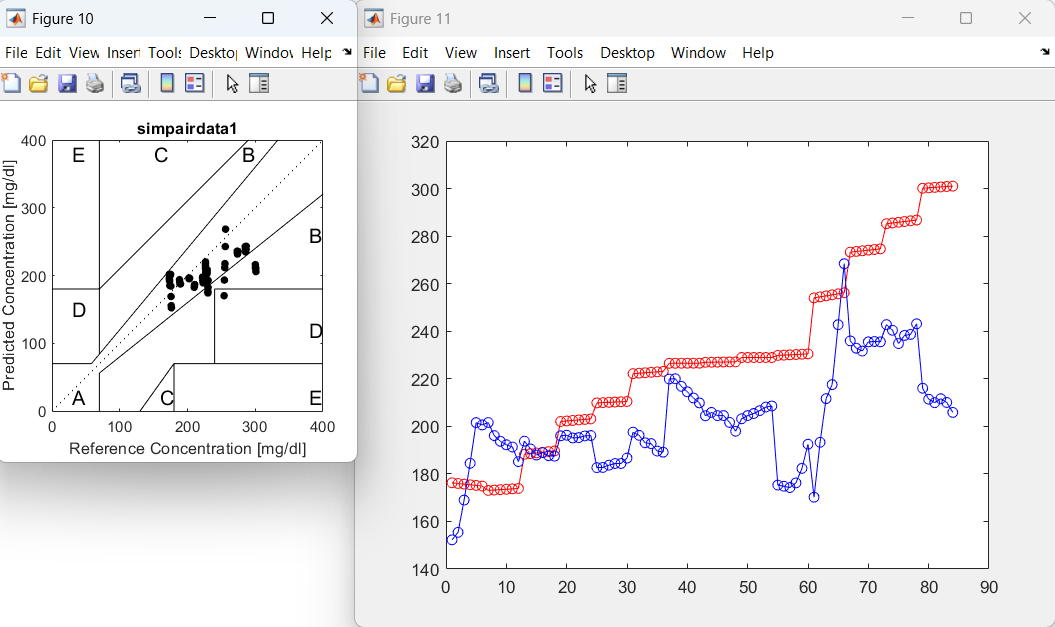 Figure 10
File Edit View Insert Tools Desktop Window Help
simpairdata1
Predicted Concentration [mg/dl]
400
300
200
100
0
E C B
B
D
D
A C E
0 100 200 300 400
Reference Concentration [mg/dl]
Figure 11
File Edit View Insert Tools Desktop Window Help
320
300
280
260
240
220
200
180
160
140
0 10 20 30 40 50 60 70 80 90